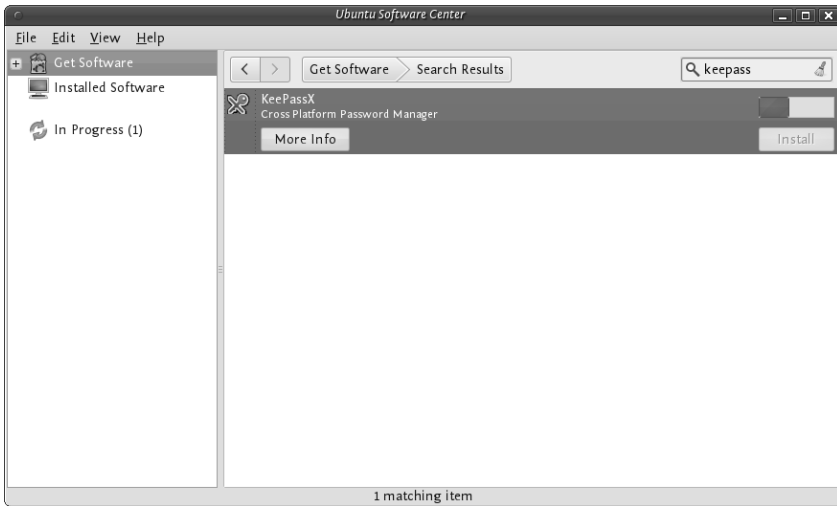 Ubuntu Software Center
File Edit View Help
Get Software
Installed Software
In Progress (1)
< > Get Software Search Results keepass
KeePassX
Cross Platform Password Manager
More Info Install
1 matching item